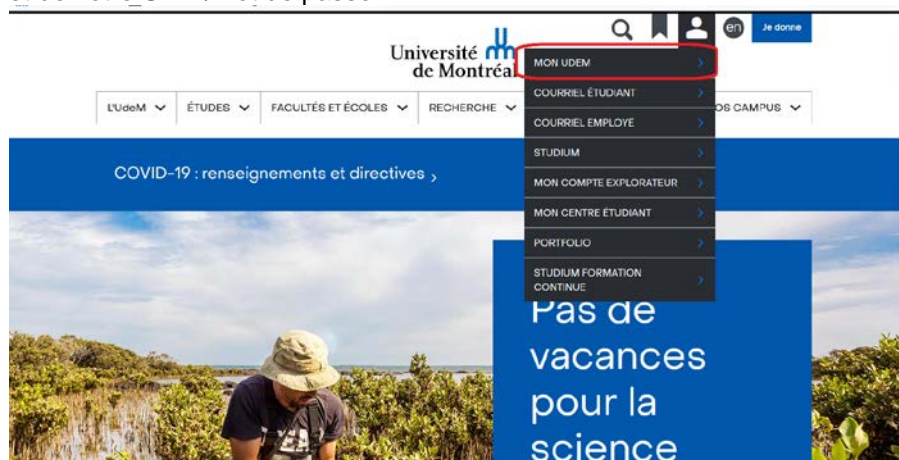 en
Je donne
Université
de Montréal
MON UDEM
COURRIEL ÉTUDIANT
COURRIEL EMPLOYÉ
STUDIUM
MON COMPTE EXPLORATEUR
MON CENTRE ÉTUDIANT
PORTFOLIO
STUDIUM FORMATION
CONTINUE
L'UdeM
ÉTUDES
FACULTÉS ET ÉCOLES
RECHERCHE
OS CAMPUS
COVID-19 : renseignements et directives
Pas de
vacances
pour la
science